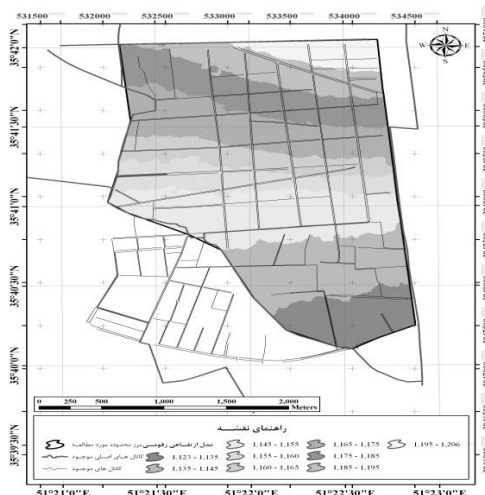 531500 532000 532500 533000 533500 534000 534500
N
W E
S
35°42'0"N
35°41'30"N
35°41'0"N
35°40'30"N
35°40'0"N
35°39'30"N
0 250 500 1,000 1,500 2,000
Meters
راهنمای نقشه
مرز محدوده مورد مطالعه مدل ارتفاعی رقومی 1.145 - 1.155 1.165 - 1.175 1.195 - 1.206
کانال های اصلی موجود 1.123 - 1.135 1.155 - 1.160 1.175 - 1.185
کانال های موجود 1.135 - 1.145 1.160 - 1.165 1.185 - 1.195
51°21'0"E 51°21'30"E 51°22'0"E 51°22'30"E 51°23'0"E